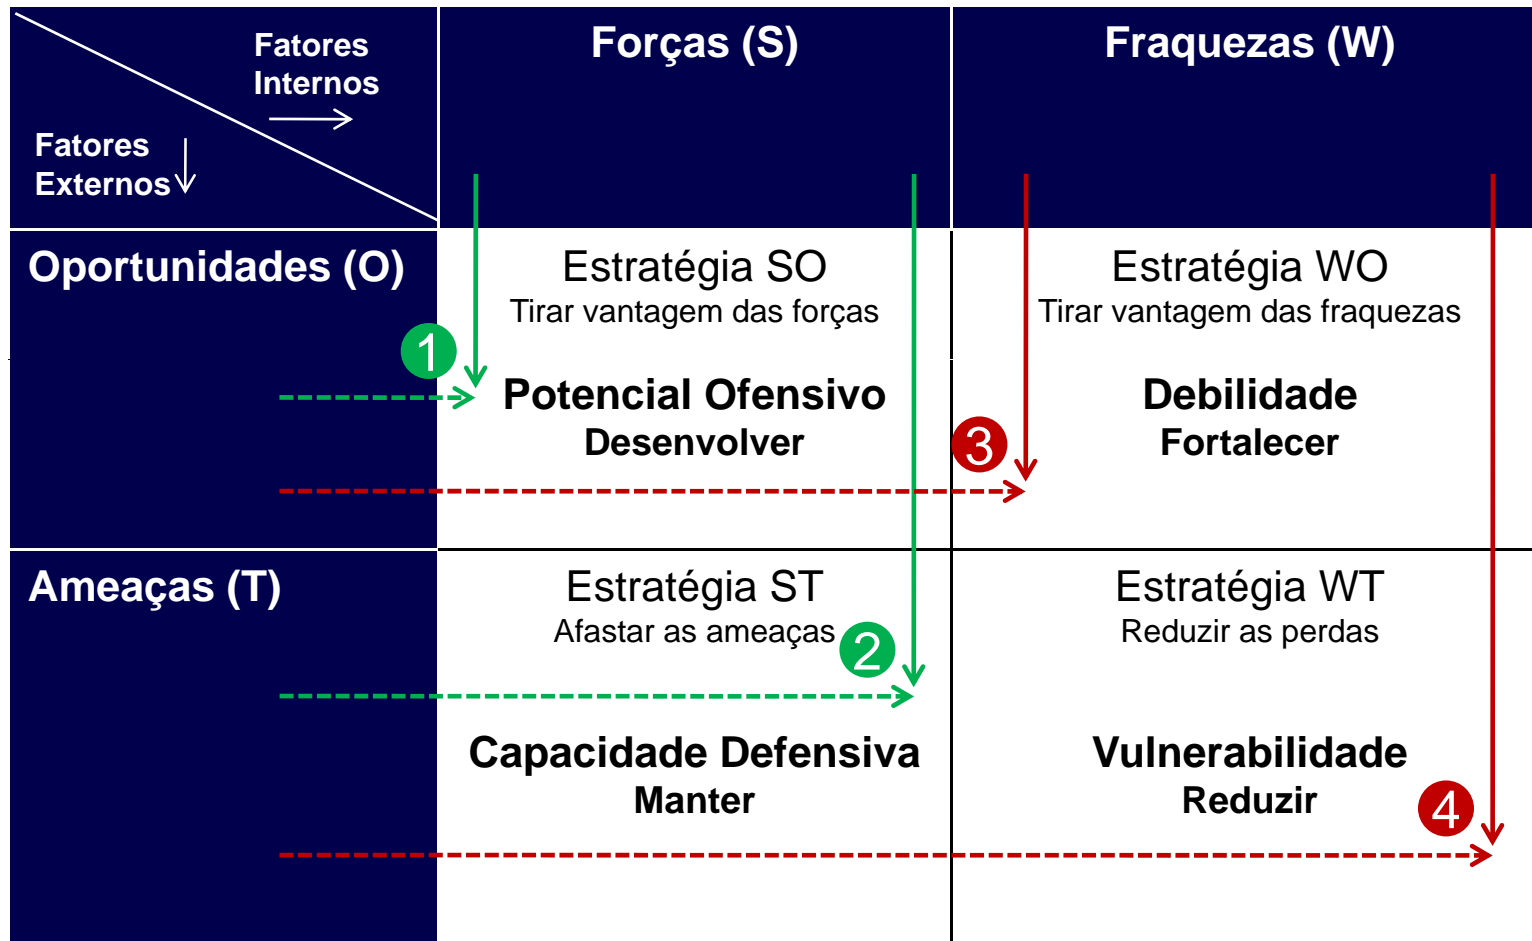 Fatores
Internos
Fatores
Externos
Forças (S)
Fraquezas (W)
Oportunidades (O)
Estratégia SO
Tirar vantagem das forças
1
Potencial Ofensivo
Desenvolver
Estratégia WO
Tirar vantagem das fraquezas
3
Debilidade
Fortalecer
Ameaças (T)
Estratégia ST
Afastar as ameaças
2
Capacidade Defensiva
Manter
Estratégia WT
Reduzir as perdas
Vulnerabilidade
Reduzir
4